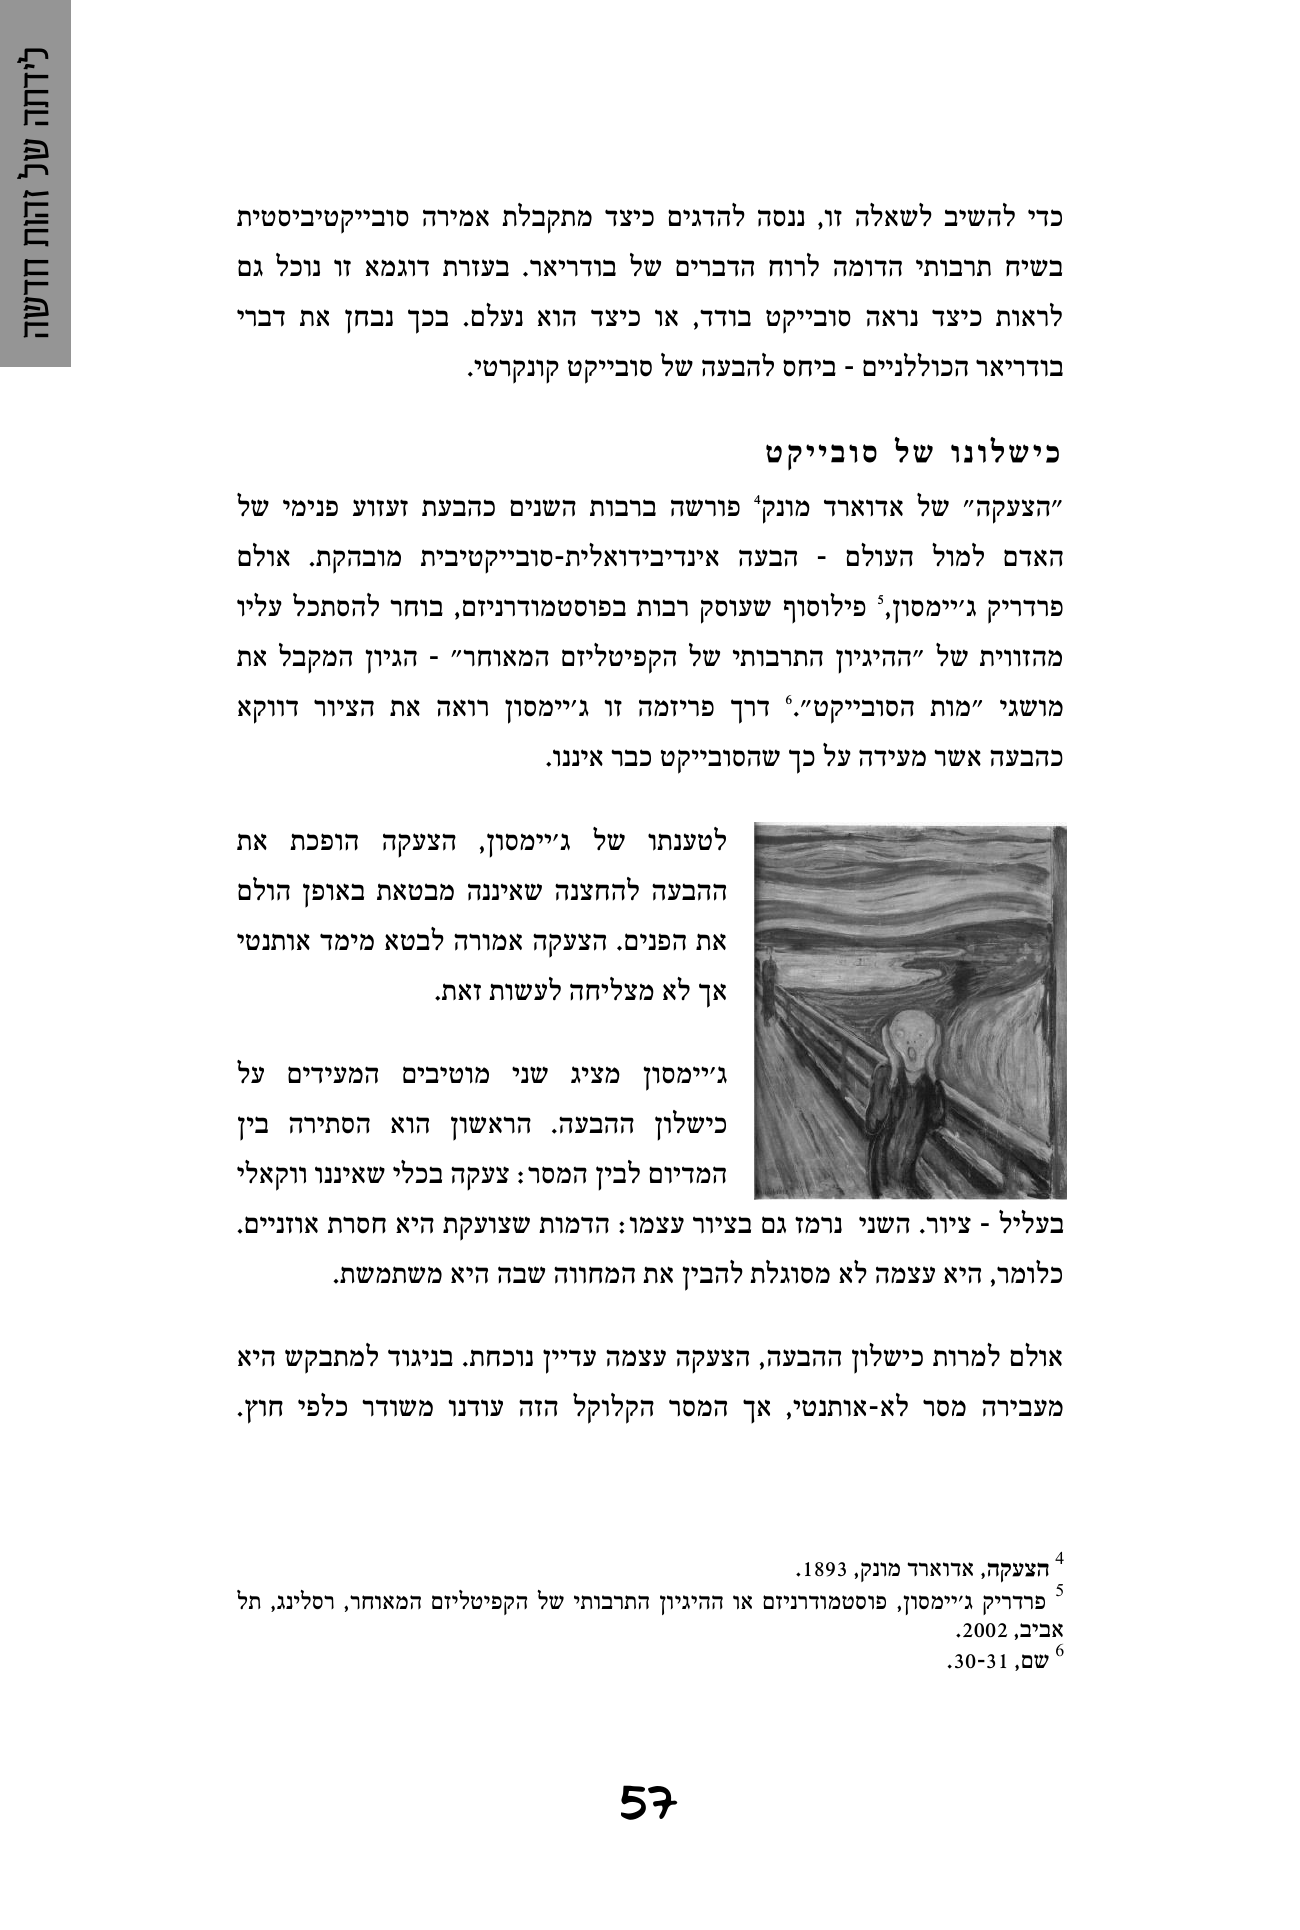 לידתה של זהות חדשה
כדי להשיב לשאלה זו, ננסה להדגים כיצד מתקבלת אמירה סובייקטיביסטית
בשיח תרבותי הדומה לרוח הדברים של בודריאר. בעזרת דוגמא זו נוכל גם
לראות כיצד נראה סובייקט בודד, או כיצד הוא נעלם. בכך נבחן את דברי
בודריאר הכוללניים - ביחס להבעה של סובייקט קונקרטי.
כישלונו של סובייקט
"הצעקה" של אדוארד מונק4 פורשה ברבות השנים כהבעת זעזוע פנימי של
האדם למול העולם - הבעה אינדיבידואלית-סובייקטיבית מובהקת. אולם
פרדריק ג'יימסון,5 פילוסוף שעוסק רבות בפוסטמודרניזם, בוחר להסתכל עליו
מהזווית של "ההיגיון התרבותי של הקפיטליזם המאוחר" - הגיון המקבל את
מושגי "מות הסובייקט".6 דרך פריזמה זו ג'יימסון רואה את הציור דווקא
כהבעה אשר מעידה על כך שהסובייקט כבר איננו.
לטענתו של ג'יימסון, הצעקה הופכת את
ההבעה להחצנה שאיננה מבטאת באופן הולם
את הפנים. הצעקה אמורה לבטא מימד אותנטי
אך לא מצליחה לעשות זאת.
ג'יימסון מציג שני מוטיבים המעידים על
כישלון ההבעה. הראשון הוא הסתירה בין
המדיום לבין המסר: צעקה בכלי שאיננו ווקאלי
בעליל - ציור. השני נרמז גם בציור עצמו: הדמות שצועקת היא חסרת אוזניים.
כלומר, היא עצמה לא מסוגלת להבין את המחווה שבה היא משתמשת.
אולם למרות כישלון ההבעה, הצעקה עצמה עדיין נוכחת. בניגוד למתבקש היא
מעבירה מסר לא-אותנטי, אך המסר הקלוקל הזה עודנו משודר כלפי חוץ.
4 הצעקה, אדוארד מונק, 1893.
5 פרדריק ג'יימסון, פוסטמודרניזם או ההיגיון התרבותי של הקפיטליזם המאוחר, רסלינג, תל
אביב, 2002.
6 שם, 30-31.
57